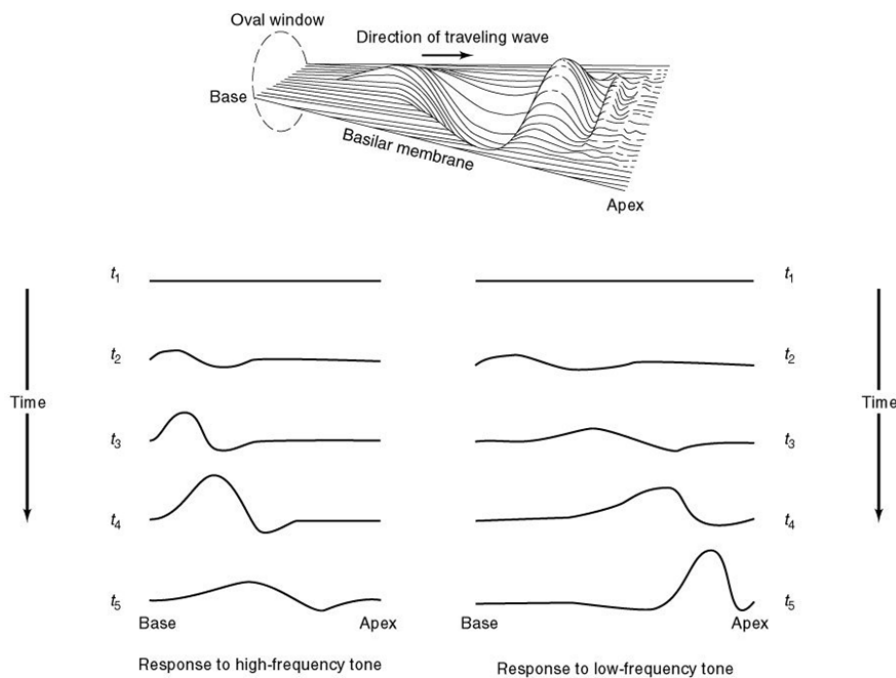 Oval window
Direction of traveling wave
Base
Basilar membrane
Apex
t1
t1
t2
t2
Time
Time
t3
t3
t4
t4
t5
t5
Base
Apex
Base
Apex
Response to high-frequency tone
Response to low-frequency tone